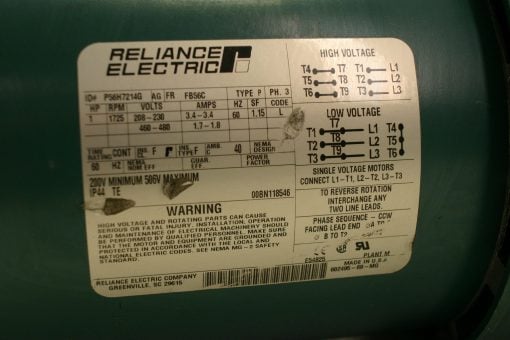 RELIANCE
ELECTRIC
ID# P56H7214G AG FR FB56C TYPE P PH. 3
HP RPM VOLTS AMPS HZ SF CODE
1 1725 208-230 3.4-3.4 60 1.15 L
460-480 1.7-1.8
TIME RATING CONT INS F INS TYPE F AMB °C 40 NEMA DESIGN
60 HZ NEMA NOM EFF GUAR. EFF POWER FACTOR
200V MINIMUM 506V MAXIMUM
IP44 TE 008N118546
WARNING
HIGH VOLTAGE AND ROTATING PARTS CAN CAUSE
SERIOUS OR FATAL INJURY. INSTALLATION, OPERATION
AND MAINTENANCE OF ELECTRICAL MACHINERY SHOULD
BE PERFORMED BY QUALIFIED PERSONNEL. MAKE SURE
THAT THE MOTOR AND EQUIPMENT ARE GROUNDED AND
PROTECTED IN ACCORDANCE WITH THE LOCAL AND
NATIONAL ELECTRIC CODES. SEE NEMA MG-2 SAFETY
STANDARD.
RELIANCE ELECTRIC COMPANY
GREENVILLE, SC 29615
HIGH VOLTAGE
T4 T7 T1 L1
T5 T8 T2 L2
T6 T9 T3 L3
LOW VOLTAGE
T7
T1 L1 T4
T8
T2 L2 T5
T9
T3 L3 T6
SINGLE VOLTAGE MOTORS
CONNECT L1-T1, L2-T2, L3-T3
TO REVERSE ROTATION
INTERCHANGE ANY
TWO LINE LEADS.
PHASE SEQUENCE - CCW
FACING LEAD END
B TO T2
E54825
PLANT M
MADE IN U.S.A
602495-69-MO